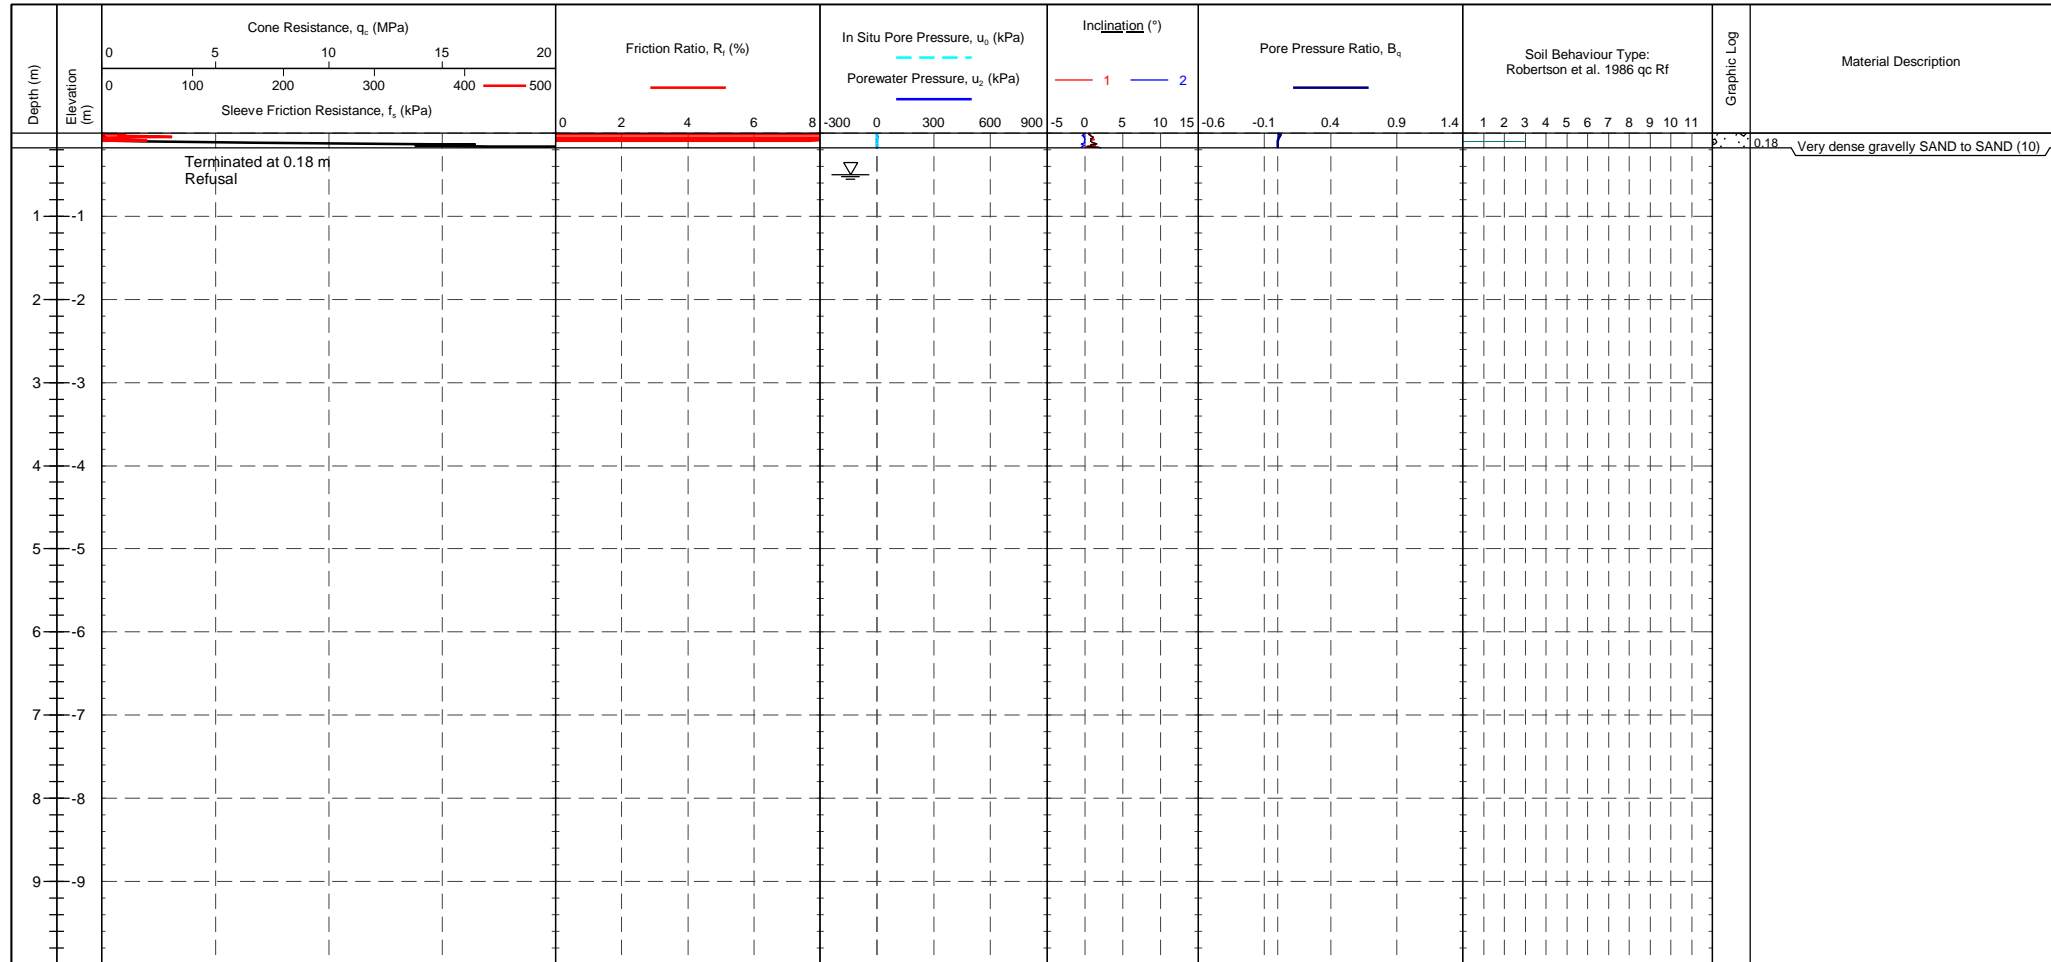 Depth (m)
Elevation
(m)
Cone Resistance, qc (MPa)
0 5 10 15 20
0 100 200 300 400 500
Sleeve Friction Resistance, fs (kPa)
Friction Ratio, Rf (%)
0 2 4 6 8
In Situ Pore Pressure, u0 (kPa)
Porewater Pressure, u2 (kPa)
-300 0 300 600 900
Inclination (°)
1 2
-5 0 5 10 15
Pore Pressure Ratio, Bq
-0.6 -0.1 0.4 0.9 1.4
Soil Behaviour Type:
Robertson et al. 1986 qc Rf
1 2 3 4 5 6 7 8 9 10 11
Graphic Log
Material Description
0.18
Very dense gravelly SAND to SAND (10)
Terminated at 0.18 m
Refusal
1 -1
2 -2
3 -3
4 -4
5 -5
6 -6
7 -7
8 -8
9 -9